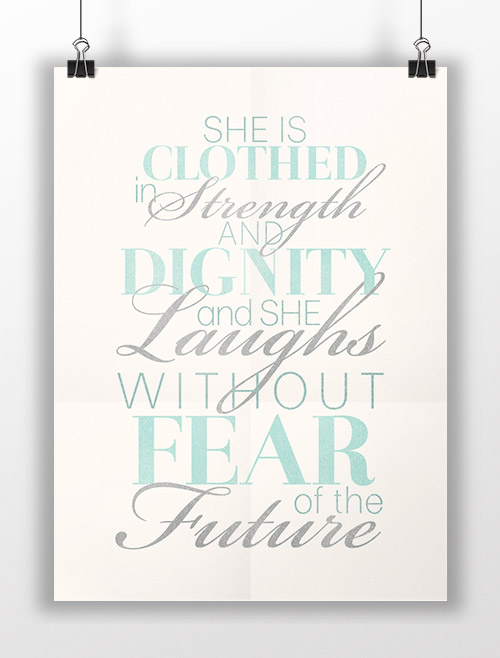 SHE IS
CLOTHED
in Strength
AND
DIGNITY
and SHE
Laughs
WITHOUT
FEAR
of the
Future